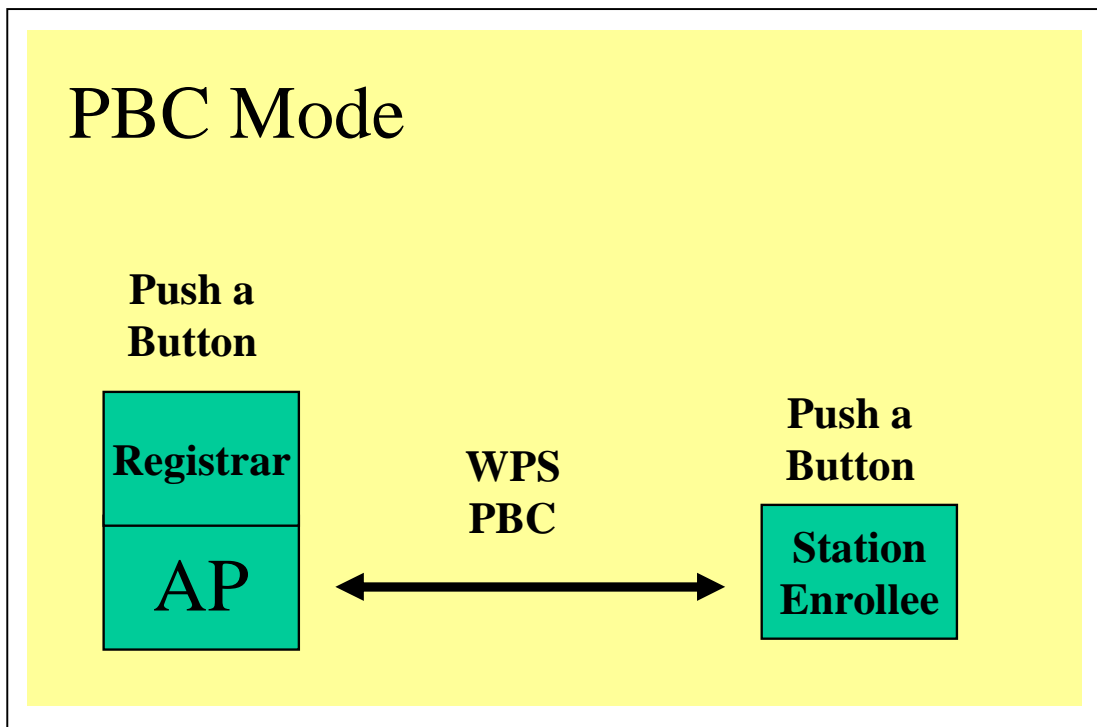 PBC Mode
Push a
Button
Registrar
AP
WPS
PBC
Push a
Button
Station
Enrollee